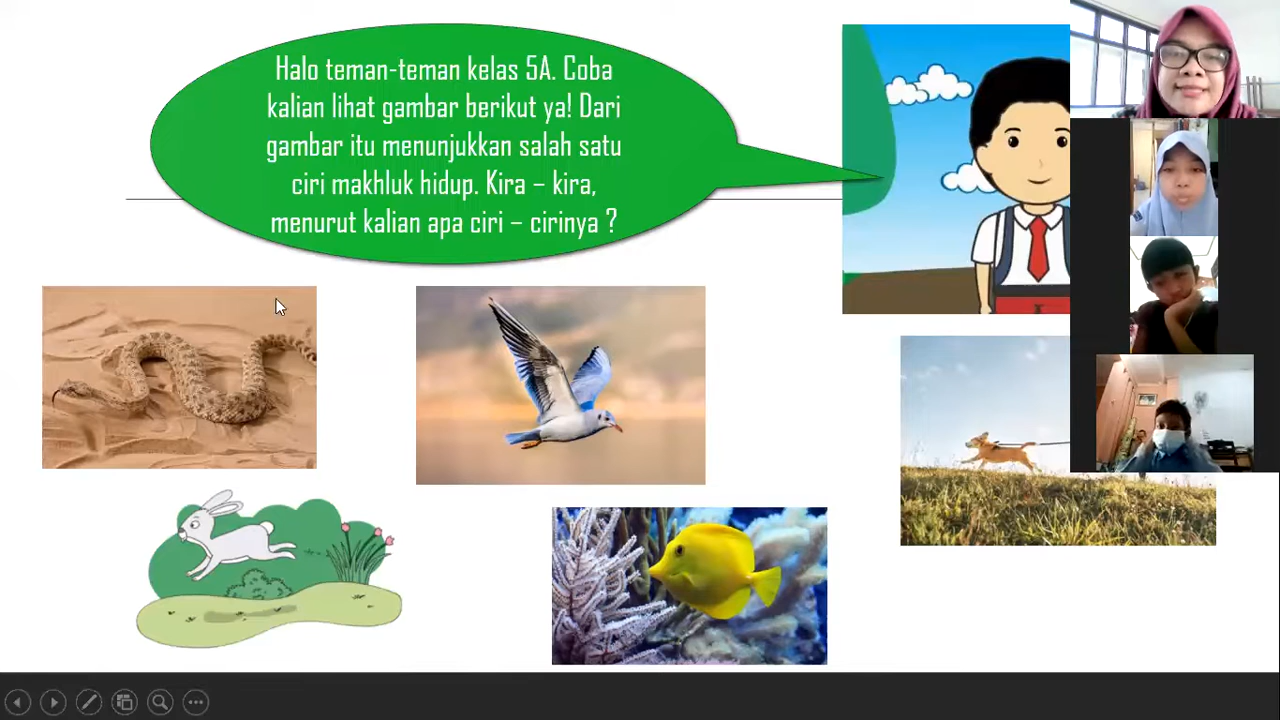 Halo teman-teman kelas 5A. Coba
kalian lihat gambar berikut ya! Dari
gambar itu menunjukkan salah satu
ciri makhluk hidup. Kira – kira,
menurut kalian apa ciri – cirinya ?